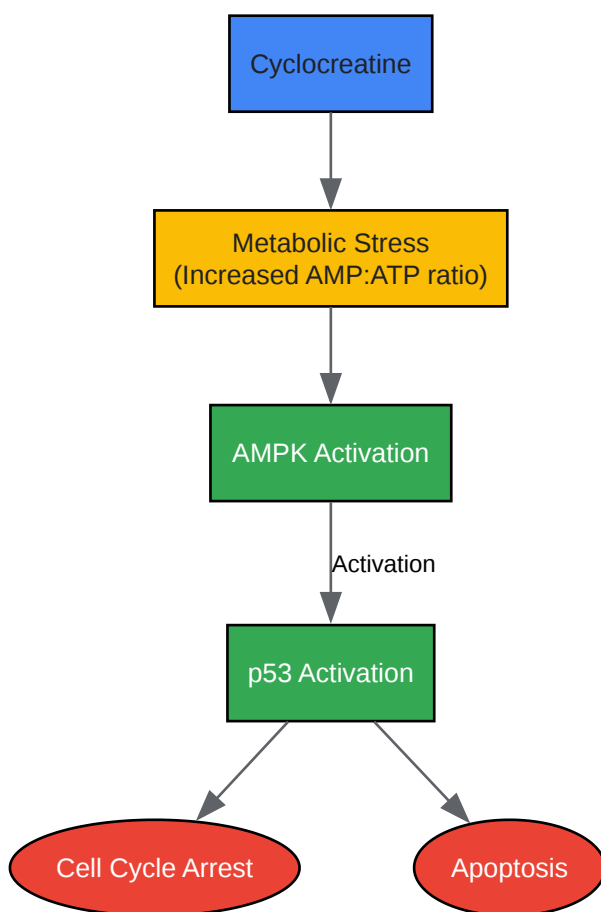 Cyclocreatine
Metabolic Stress
(Increased AMP:ATP ratio)
AMPK Activation
Activation
p53 Activation
Cell Cycle Arrest
Apoptosis